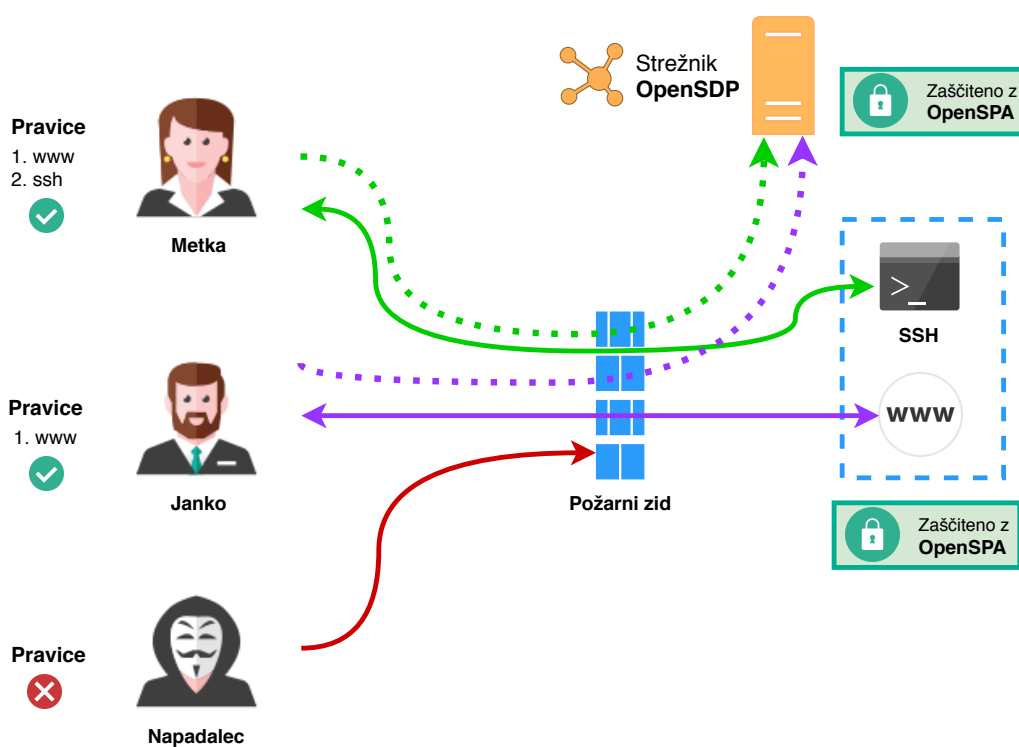 Strežnik
OpenSDP
Zaščiteno z
OpenSPA
Pravice
1. www
2. ssh
Metka
>_
SSH
Pravice
1. www
Janko
www
Požarni zid
Zaščiteno z
OpenSPA
Pravice
Napadalec